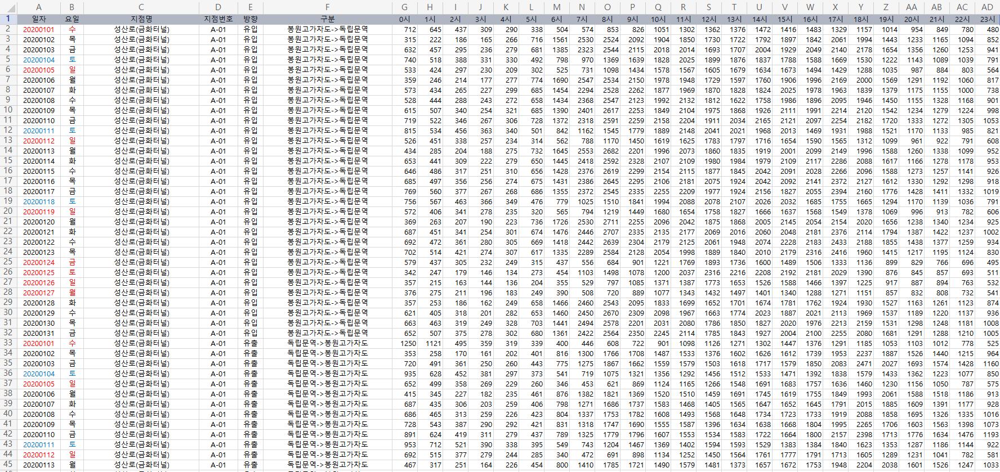 A B C D E F G H I J K L M N O P Q R S T U V W X Y Z AA AB AC AD
1 일자 요일 지점명 지점번호 방향 구분 0시 1시 2시 3시 4시 5시 6시 7시 8시 9시 10시 11시 12시 13시 14시 15시 16시 17시 18시 19시 20시 21시 22시 23시
2 20200101 수 성산로(금화터널) A-01 유입 봉원고가차도->독립문역 712 645 437 309 290 338 504 574 853 826 1051 1302 1362 1376 1472 1416 1483 1329 1157 1014 954 849 780 480
3 20200102 목 성산로(금화터널) A-01 유입 봉원고가차도->독립문역 315 222 186 165 266 716 1561 2530 2524 2092 1904 1850 1730 1722 1792 1897 1842 2061 1994 1443 1233 1165 1094 852
4 20200103 금 성산로(금화터널) A-01 유입 봉원고가차도->독립문역 632 457 295 236 279 681 1385 2323 2544 2115 2018 2014 1693 1707 2004 1929 2049 2140 2178 1654 1356 1260 1253 941
5 20200104 토 성산로(금화터널) A-01 유입 봉원고가차도->독립문역 740 518 388 331 330 492 798 970 1369 1639 1828 2025 1899 1876 1837 1788 1588 1669 1530 1222 1143 1089 1039 791
6 20200105 일 성산로(금화터널) A-01 유입 봉원고가차도->독립문역 533 424 297 230 209 302 525 731 1098 1434 1578 1567 1605 1679 1634 1673 1494 1429 1288 1035 987 884 803 564
7 20200106 월 성산로(금화터널) A-01 유입 봉원고가차도->독립문역 359 246 214 177 277 774 1690 2547 2534 2150 1978 1948 1729 1597 1760 1906 1996 2169 2000 1569 1291 1192 1060 817
8 20200107 화 성산로(금화터널) A-01 유입 봉원고가차도->독립문역 573 434 265 227 299 685 1454 2294 2528 2262 1877 1969 1870 1828 1824 2025 1978 1963 1839 1379 1175 1155 1000 738
9 20200108 수 성산로(금화터널) A-01 유입 봉원고가차도->독립문역 528 444 288 243 272 658 1434 2368 2547 2123 1992 2132 1812 1622 1758 1986 1896 2095 1946 1450 1155 1328 1168 901
10 20200109 목 성산로(금화터널) A-01 유입 봉원고가차도->독립문역 615 507 340 254 321 685 1390 2401 2617 2253 1849 2104 1975 1868 1926 2111 1991 2214 2120 1542 1234 1279 1224 998
11 20200110 금 성산로(금화터널) A-01 유입 봉원고가차도->독립문역 719 522 346 267 306 728 1372 2318 2591 2259 2158 2204 1911 2034 2165 2121 2097 2254 2182 1720 1333 1272 1305 1053
12 20200111 토 성산로(금화터널) A-01 유입 봉원고가차도->독립문역 815 534 456 363 340 501 842 1162 1545 1779 1889 2148 2041 2021 1968 2013 1469 1931 1988 1521 1170 1133 985 821
13 20200112 일 성산로(금화터널) A-01 유입 봉원고가차도->독립문역 526 451 338 257 234 314 562 788 1170 1450 1619 1625 1783 1797 1716 1654 1590 1565 1312 1099 961 922 791 608
14 20200113 월 성산로(금화터널) A-01 유입 봉원고가차도->독립문역 434 285 204 188 275 732 1645 2553 2682 2201 1996 2073 1860 1835 1919 2001 2099 2149 1996 1588 1260 1338 1099 952
15 20200114 화 성산로(금화터널) A-01 유입 봉원고가차도->독립문역 653 441 309 222 279 650 1445 2418 2592 2328 2107 2109 1980 1984 1979 2109 2117 2286 2088 1617 1166 1278 1178 953
16 20200115 수 성산로(금화터널) A-01 유입 봉원고가차도->독립문역 646 486 317 251 310 656 1428 2376 2619 2299 2154 2115 1877 1845 2042 2091 2028 2266 2096 1588 1273 1257 1141 926
17 20200116 목 성산로(금화터널) A-01 유입 봉원고가차도->독립문역 685 497 356 256 274 675 1431 2386 2645 2295 2106 2181 2075 1924 2042 2092 2141 2372 2127 1612 1330 1292 1298 918
18 20200117 금 성산로(금화터널) A-01 유입 봉원고가차도->독립문역 769 560 377 267 268 686 1355 2372 2545 2335 2255 2209 1977 1924 2156 1827 2055 2394 2160 1776 1428 1411 1332 1019
19 20200118 토 성산로(금화터널) A-01 유입 봉원고가차도->독립문역 756 567 463 366 349 476 779 1025 1510 1841 1994 2088 2078 2107 2026 2032 1685 1755 1665 1294 1170 1139 1036 791
20 20200119 일 성산로(금화터널) A-01 유입 봉원고가차도->독립문역 572 406 341 278 235 320 565 794 1219 1449 1680 1654 1758 1827 1666 1637 1568 1549 1378 1069 996 913 782 606
21 20200120 월 성산로(금화터널) A-01 유입 봉원고가차도->독립문역 369 263 207 190 223 736 1726 2530 2711 2255 2096 2042 1875 1868 2005 2145 2054 2154 2020 1656 1238 1340 1234 925
22 20200121 화 성산로(금화터널) A-01 유입 봉원고가차도->독립문역 687 451 341 254 301 674 1476 2446 2707 2335 2135 2177 2069 2016 2060 2048 2181 2376 2114 1794 1387 1422 1237 1002
23 20200122 수 성산로(금화터널) A-01 유입 봉원고가차도->독립문역 692 472 361 280 305 669 1418 2442 2639 2304 2179 2125 2061 1948 2074 2228 2183 2433 2188 1855 1438 1377 1259 934
24 20200123 목 성산로(금화터널) A-01 유입 봉원고가차도->독립문역 702 514 421 274 307 617 1335 2289 2584 2128 2054 1998 1889 1840 2010 2179 2316 2416 1960 1415 1217 1195 1124 830
25 20200124 금 성산로(금화터널) A-01 유입 봉원고가차도->독립문역 579 437 305 232 249 315 437 556 684 901 1221 1769 1893 1736 1600 1489 1506 1333 1136 899 829 766 696 495
26 20200125 토 성산로(금화터널) A-01 유입 봉원고가차도->독립문역 342 247 179 146 134 273 454 1103 1498 1078 1200 2037 2316 2216 2208 2192 2181 2029 1390 876 845 857 693 511
27 20200126 일 성산로(금화터널) A-01 유입 봉원고가차도->독립문역 357 215 163 144 136 204 355 529 797 1085 1371 1387 1773 1653 1526 1588 1466 1397 1225 917 887 894 763 532
28 20200127 월 성산로(금화터널) A-01 유입 봉원고가차도->독립문역 376 275 211 196 183 249 390 508 720 889 1077 1343 1432 1497 1401 1340 1288 1271 1151 857 832 808 732 541
29 20200128 화 성산로(금화터널) A-01 유입 봉원고가차도->독립문역 357 253 186 162 249 658 1466 2460 2543 2095 1833 1699 1652 1701 1674 1781 1762 1924 1930 1527 1163 1261 1123 874
30 20200129 수 성산로(금화터널) A-01 유입 봉원고가차도->독립문역 621 405 318 201 282 653 1460 2450 2670 2309 2098 1967 1663 1774 2023 1887 2021 2113 1969 1537 1189 1220 1137 936
31 20200130 목 성산로(금화터널) A-01 유입 봉원고가차도->독립문역 663 463 319 249 328 703 1441 2494 2578 2201 2031 2080 1786 1850 1827 2020 1976 2213 2159 1531 1298 1248 1181 1008
32 20200131 금 성산로(금화터널) A-01 유입 봉원고가차도->독립문역 652 507 375 278 302 680 1361 2422 2564 2350 2245 2114 1785 1843 1927 2004 2100 2255 2080 1681 1291 1288 1210 1005
33 20200101 수 성산로(금화터널) A-01 유출 독립문역->봉원고가차도 1250 1121 495 359 319 339 400 446 608 722 901 1098 1126 1271 1302 1447 1376 1291 1185 1053 1103 1012 778 525
34 20200102 목 성산로(금화터널) A-01 유출 독립문역->봉원고가차도 353 258 170 161 202 401 816 1300 1766 1708 1487 1533 1376 1602 1626 1612 1739 1953 2237 1887 1526 1440 1215 964
35 20200103 금 성산로(금화터널) A-01 유출 독립문역->봉원고가차도 720 491 361 250 260 443 775 1275 1867 1662 1559 1579 1503 1618 1717 1579 1850 2083 2471 2027 1693 1574 1428 1160
36 20200104 토 성산로(금화터널) A-01 유출 독립문역->봉원고가차도 935 628 452 381 297 373 541 719 1075 1321 1356 1292 1456 1512 1533 1471 1392 1838 1579 1433 1362 1223 1077 850
37 20200105 일 성산로(금화터널) A-01 유출 독립문역->봉원고가차도 652 499 358 269 229 260 346 453 621 869 1124 1165 1266 1548 1691 1683 1757 1636 1460 1230 1156 1050 787 575
38 20200106 월 성산로(금화터널) A-01 유출 독립문역->봉원고가차도 415 345 227 182 235 461 876 1382 1821 1369 1520 1510 1459 1691 1745 1619 1755 1849 1993 2061 1588 1518 1186 913
39 20200107 화 성산로(금화터널) A-01 유출 독립문역->봉원고가차도 687 435 306 203 259 406 798 1271 1686 1737 1583 1468 1405 1565 1647 1652 1645 1791 2015 1885 1609 1391 1177 928
40 20200108 수 성산로(금화터널) A-01 유출 독립문역->봉원고가차도 686 465 313 259 226 423 804 1337 1753 1782 1608 1493 1568 1648 1734 1723 1733 1919 2088 1858 1695 1326 1335 1016
41 20200109 목 성산로(금화터널) A-01 유출 독립문역->봉원고가차도 728 543 387 290 292 421 831 1318 1747 1690 1555 1587 1396 1634 1638 1668 1804 1995 2265 1706 1603 1563 1398 1073
42 20200110 금 성산로(금화터널) A-01 유출 독립문역->봉원고가차도 891 624 419 311 279 437 789 1325 1779 1796 1607 1553 1534 1583 1722 1664 1800 2157 2398 1713 1776 1634 1476 1193
43 20200111 토 성산로(금화터널) A-01 유출 독립문역->봉원고가차도 953 712 521 390 338 395 549 743 1204 1467 1369 1402 1594 1593 1529 1383 1384 1840 1623 1353 1287 1186 1144 922
44 20200112 일 성산로(금화터널) A-01 유출 독립문역->봉원고가차도 692 515 377 279 244 285 340 472 691 898 1134 1252 1450 1564 1761 1777 1791 1713 1605 1289 1231 1041 782 581
45 20200113 월 성산로(금화터널) A-01 유출 독립문역->봉원고가차도 467 317 251 164 226 454 800 1410 1785 1721 1490 1579 1481 1373 1657 1672 1753 1948 2204 2038 1601 1526 1247 1033